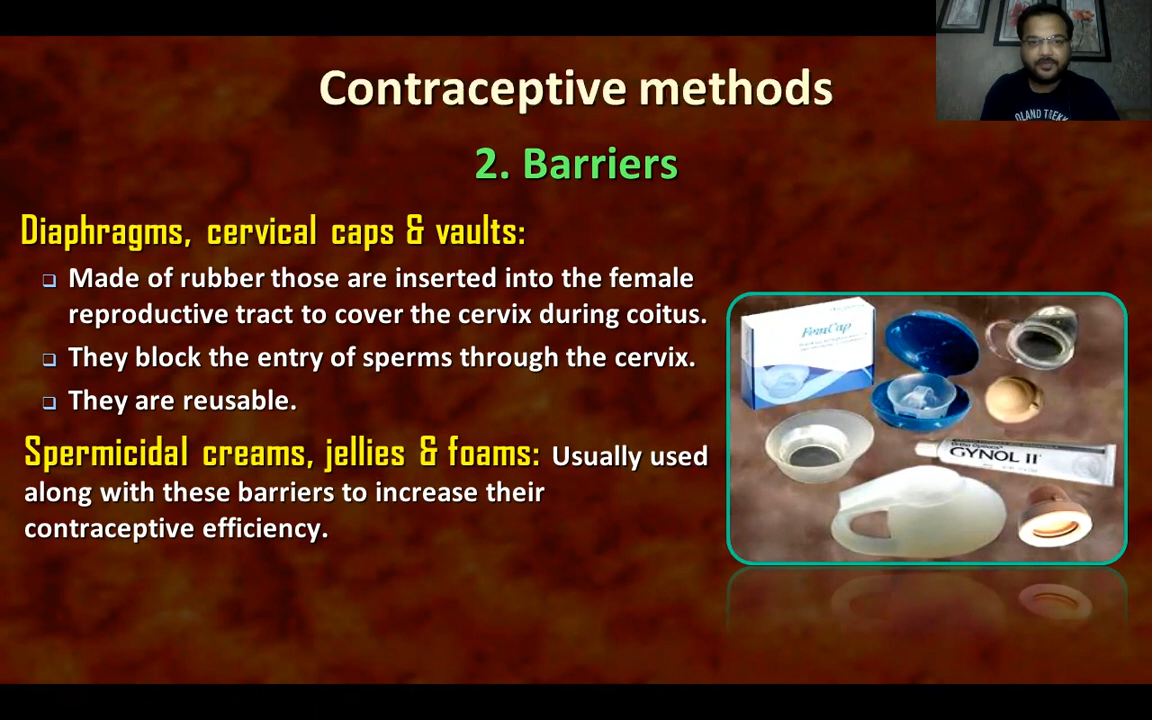 Contraceptive methods
2. Barriers
Diaphragms, cervical caps & vaults:
❑ Made of rubber those are inserted into the female
reproductive tract to cover the cervix during coitus.
❑ They block the entry of sperms through the cervix.
❑ They are reusable.
Spermicidal creams, jellies & foams: Usually used
along with these barriers to increase their
contraceptive efficiency.
FemCap
GYNOL II
OLAND TREKK